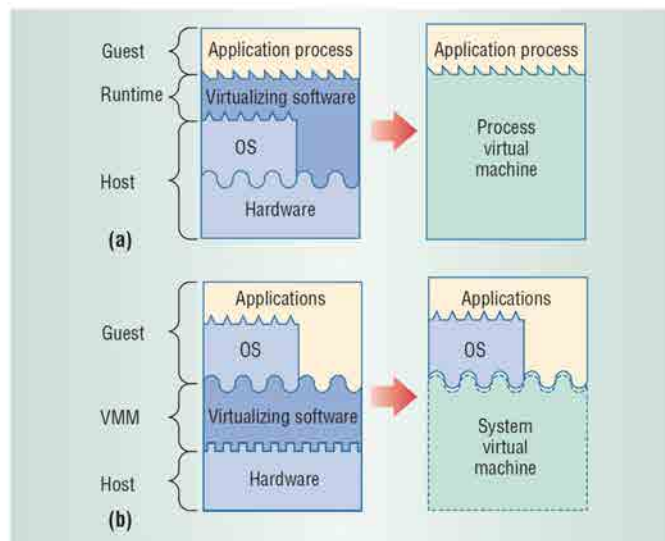 Guest
Application process
Runtime
Virtualizing software
OS
Host
Hardware
(a)
Application process
Process
virtual
machine
Guest
Applications
OS
VMM
Virtualizing software
Host
Hardware
(b)
Applications
OS
System
virtual
machine